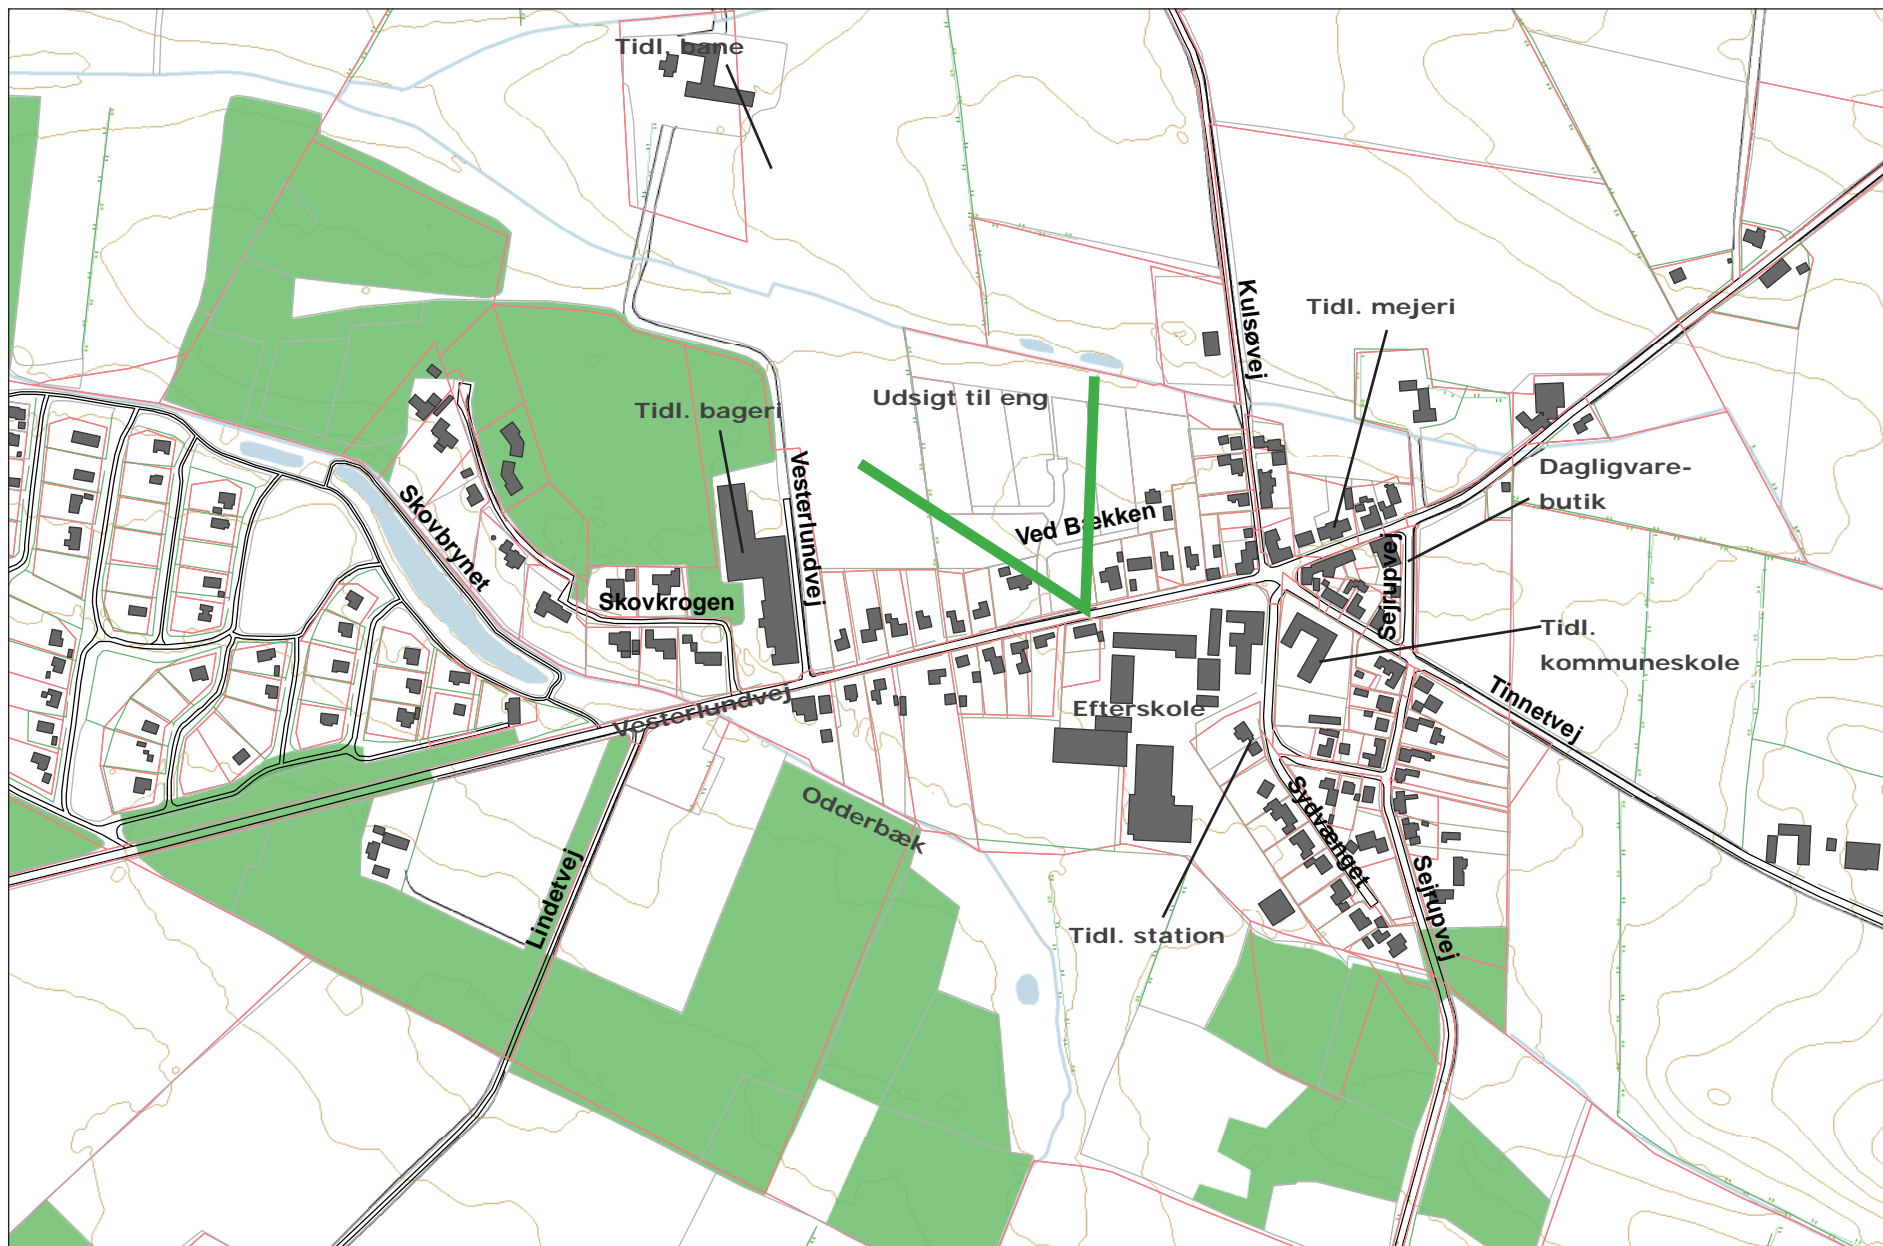 Tidl. bane
Kulsøvej
Tidl. mejeri
Udsigt til eng
Tidl. bageri
Vesterlundvej
Dagligvare-
butik
Skovbrynet
Ved Bækken
Sejrupvej
Skovkrogen
Tidl.
kommuneskole
Vesterlundvej
Efterskole
Tinnetvej
Odderbæk
Sydvænget
Lindetvej
Sejrupvej
Tidl. station